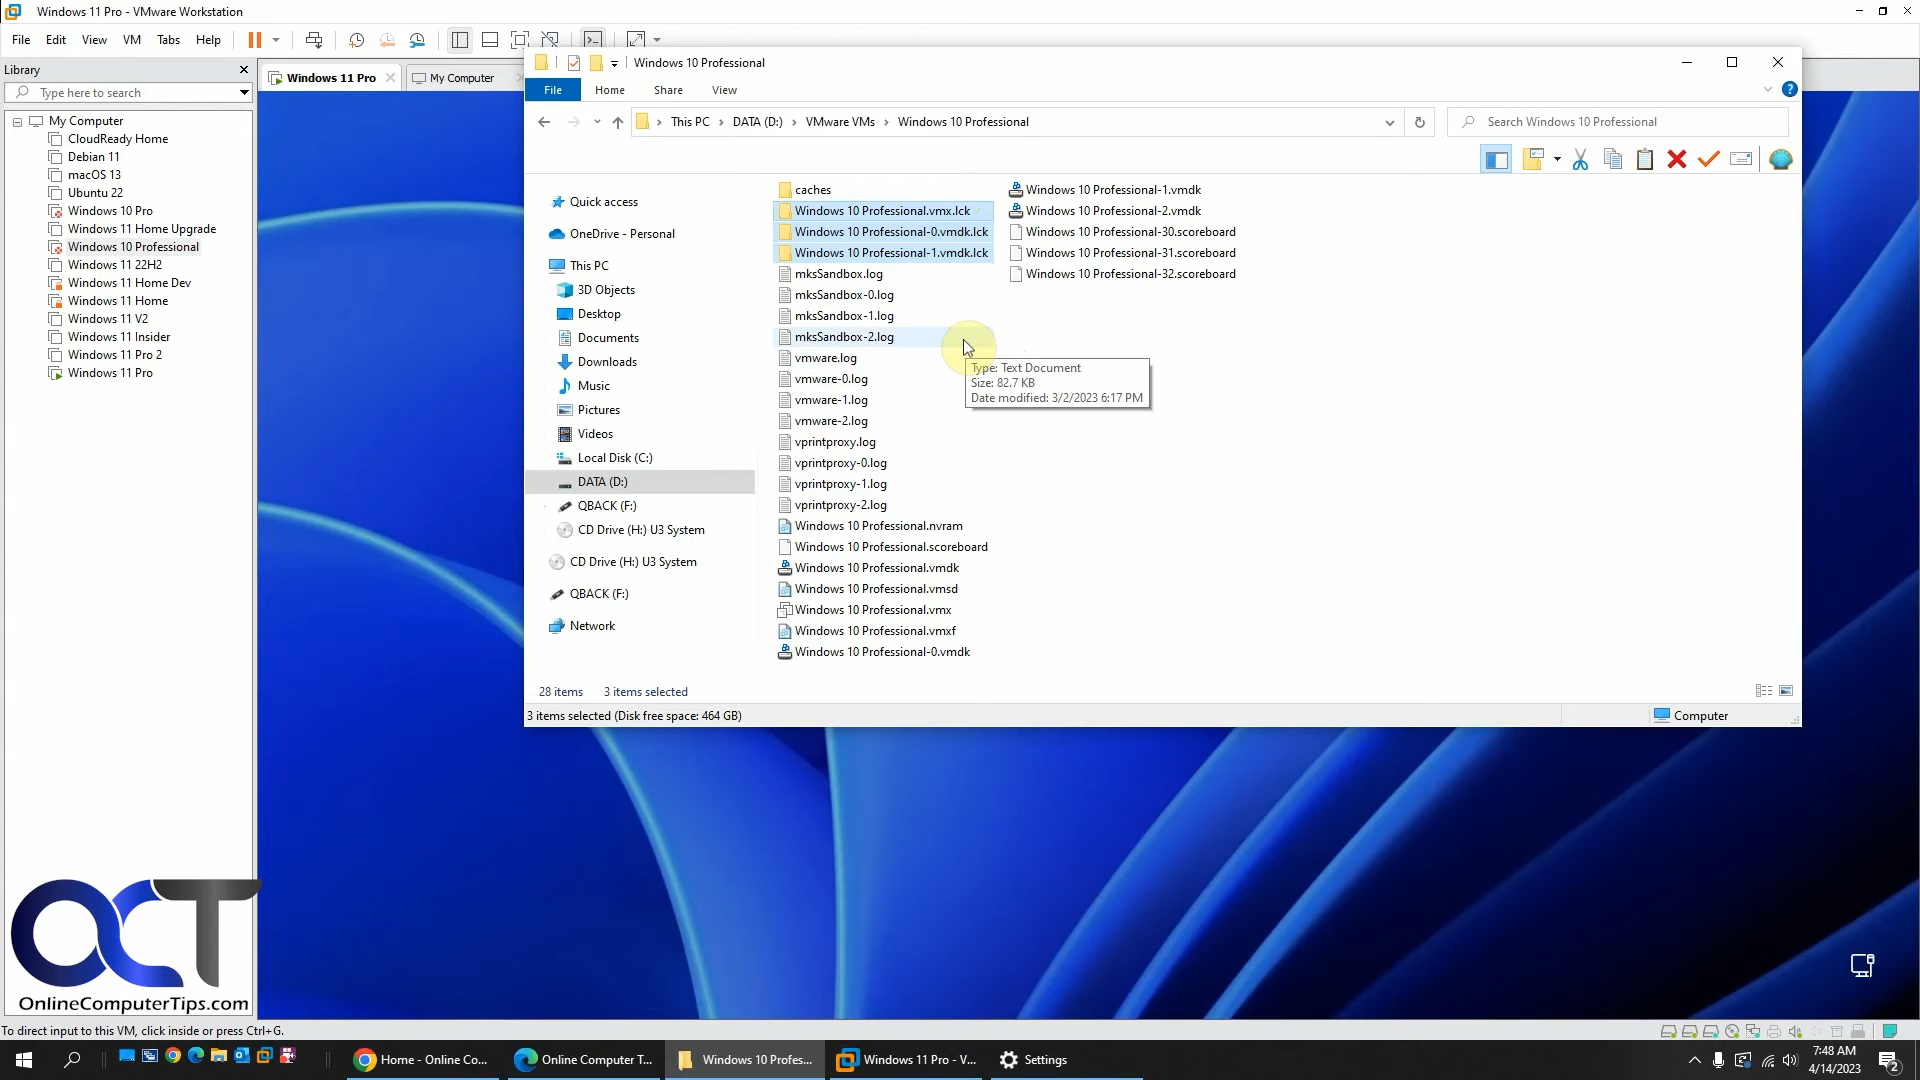 Windows 11 Pro - VMware Workstation
File Edit View VM Tabs Help
Library
Type here to search
My Computer
CloudReady Home
Debian 11
macOS 13
Ubuntu 22
Windows 10 Pro
Windows 11 Home Upgrade
Windows 10 Professional
Windows 11 22H2
Windows 11 Home Dev
Windows 11 Home
Windows 11 V2
Windows 11 Insider
Windows 11 Pro 2
Windows 11 Pro
Windows 11 Pro
My Computer
Windows 10 Professional
File Home Share View
This PC > DATA (D:) > VMware VMs > Windows 10 Professional
Search Windows 10 Professional
Quick access
OneDrive - Personal
This PC
3D Objects
Desktop
Documents
Downloads
Music
Pictures
Videos
Local Disk (C:)
DATA (D:)
QBACK (F:)
CD Drive (H:) U3 System
CD Drive (H:) U3 System
QBACK (F:)
Network
caches
Windows 10 Professional.vmx.lck
Windows 10 Professional-0.vmdk.lck
Windows 10 Professional-1.vmdk.lck
mksSandbox.log
mksSandbox-0.log
mksSandbox-1.log
mksSandbox-2.log
vmware.log
vmware-0.log
vmware-1.log
vmware-2.log
vprintproxy.log
vprintproxy-0.log
vprintproxy-1.log
vprintproxy-2.log
Windows 10 Professional.nvram
Windows 10 Professional.scoreboard
Windows 10 Professional.vmdk
Windows 10 Professional.vmsd
Windows 10 Professional.vmx
Windows 10 Professional.vmxf
Windows 10 Professional-0.vmdk
Windows 10 Professional-1.vmdk
Windows 10 Professional-2.vmdk
Windows 10 Professional-30.scoreboard
Windows 10 Professional-31.scoreboard
Windows 10 Professional-32.scoreboard
Type: Text Document
Size: 82.7 KB
Date modified: 3/2/2023 6:17 PM
28 items 3 items selected
3 items selected (Disk free space: 464 GB)
Computer
OCT
OnlineComputerTips.com
To direct input to this VM, click inside or press Ctrl+G.
Home - Online Co...
Online Computer T...
Windows 10 Profes...
Windows 11 Pro - V...
Settings
7:48 AM
4/14/2023
2